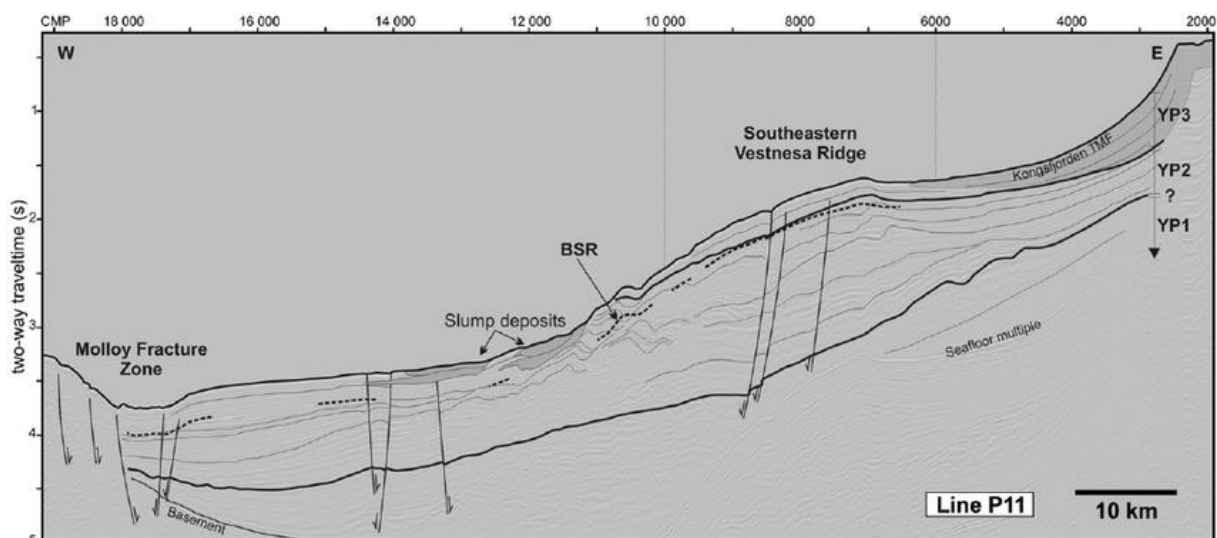 CMP 18 000 16 000 14 000 12 000 10 000 8000 6000 4000 2000
W
E
1
YP3
Southeastern
Vestnesa Ridge
Kongsfjorden TMF
YP2
2
?
YP1
BSR
two-way traveltime (s)
Slump deposits
3
Molloy Fracture
Zone
Seafloor multiple
4
Basement
Line P11
10 km